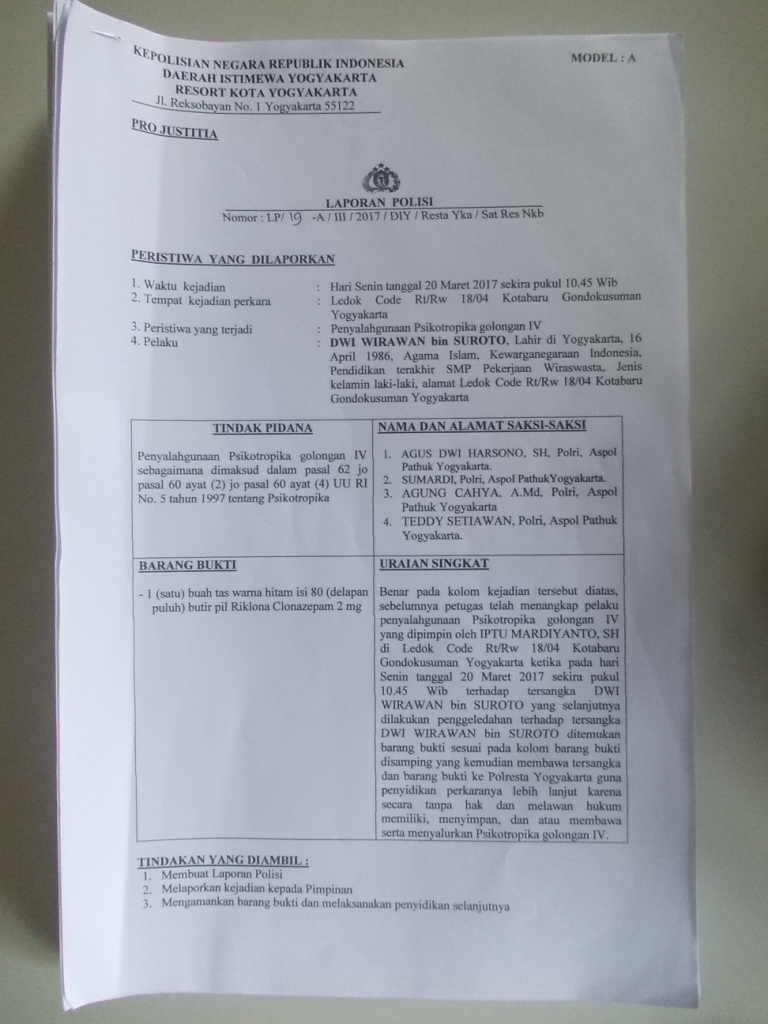 KEPOLISIAN NEGARA REPUBLIK INDONESIA
DAERAH ISTIMEWA YOGYAKARTA
RESORT KOTA YOGYAKARTA
Jl. Reksobayan No. 1 Yogyakarta 55122
MODEL : A
PRO JUSTITIA
LAPORAN POLISI
Nomor : LP/ 19 -A / III / 2017 / DIY / Resta Yka / Sat Res Nkb
PERISTIWA YANG DILAPORKAN
1. Waktu kejadian : Hari Senin tanggal 20 Maret 2017 sekira pukul 10.45 Wib
2. Tempat kejadian perkara : Ledok Code Rt/Rw 18/04 Kotabaru Gondokusuman
Yogyakarta
3. Peristiwa yang terjadi : Penyalahgunaan Psikotropika golongan IV
4. Pelaku : DWI WIRAWAN bin SUROTO, Lahir di Yogyakarta, 16
April 1986, Agama Islam, Kewarganegaraan Indonesia,
Pendidikan terakhir SMP Pekerjaan Wiraswasta, Jenis
kelamin laki-laki, alamat Ledok Code Rt/Rw 18/04 Kotabaru
Gondokusuman Yogyakarta
TINDAK PIDANA
Penyalahgunaan Psikotropika golongan IV
sebagaimana dimaksud dalam pasal 62 jo
pasal 60 ayat (2) jo pasal 60 ayat (4) UU RI
No. 5 tahun 1997 tentang Psikotropika
NAMA DAN ALAMAT SAKSI-SAKSI
1. AGUS DWI HARSONO, SH, Polri, Aspol
Pathuk Yogyakarta.
2. SUMARDI, Polri, Aspol PathukYogyakarta.
3. AGUNG CAHYA, A.Md, Polri, Aspol
Pathuk Yogyakarta
4. TEDDY SETIAWAN, Polri, Aspol Pathuk
Yogyakarta.
BARANG BUKTI
- 1 (satu) buah tas warna hitam isi 80 (delapan
puluh) butir pil Riklona Clonazepam 2 mg
URAIAN SINGKAT
Benar pada kolom kejadian tersebut diatas,
sebelumnya petugas telah menangkap pelaku
penyalahgunaan Psikotropika golongan IV
yang dipimpin oleh IPTU MARDIYANTO, SH
di Ledok Code Rt/Rw 18/04 Kotabaru
Gondokusuman Yogyakarta ketika pada hari
Senin tanggal 20 Maret 2017 sekira pukul
10.45 Wib terhadap tersangka DWI
WIRAWAN bin SUROTO yang selanjutnya
dilakukan penggeledahan terhadap tersangka
DWI WIRAWAN bin SUROTO ditemukan
barang bukti sesuai pada kolom barang bukti
disamping yang kemudian membawa tersangka
dan barang bukti ke Polresta Yogyakarta guna
penyidikan perkaranya lebih lanjut karena
secara tanpa hak dan melawan hukum
memiliki, menyimpan, dan atau membawa
serta menyalurkan Psikotropika golongan IV.
TINDAKAN YANG DIAMBIL :
1. Membuat Laporan Polisi
2. Melaporkan kejadian kepada Pimpinan
3. Mengamankan barang bukti dan melaksanakan penyidikan selanjutnya